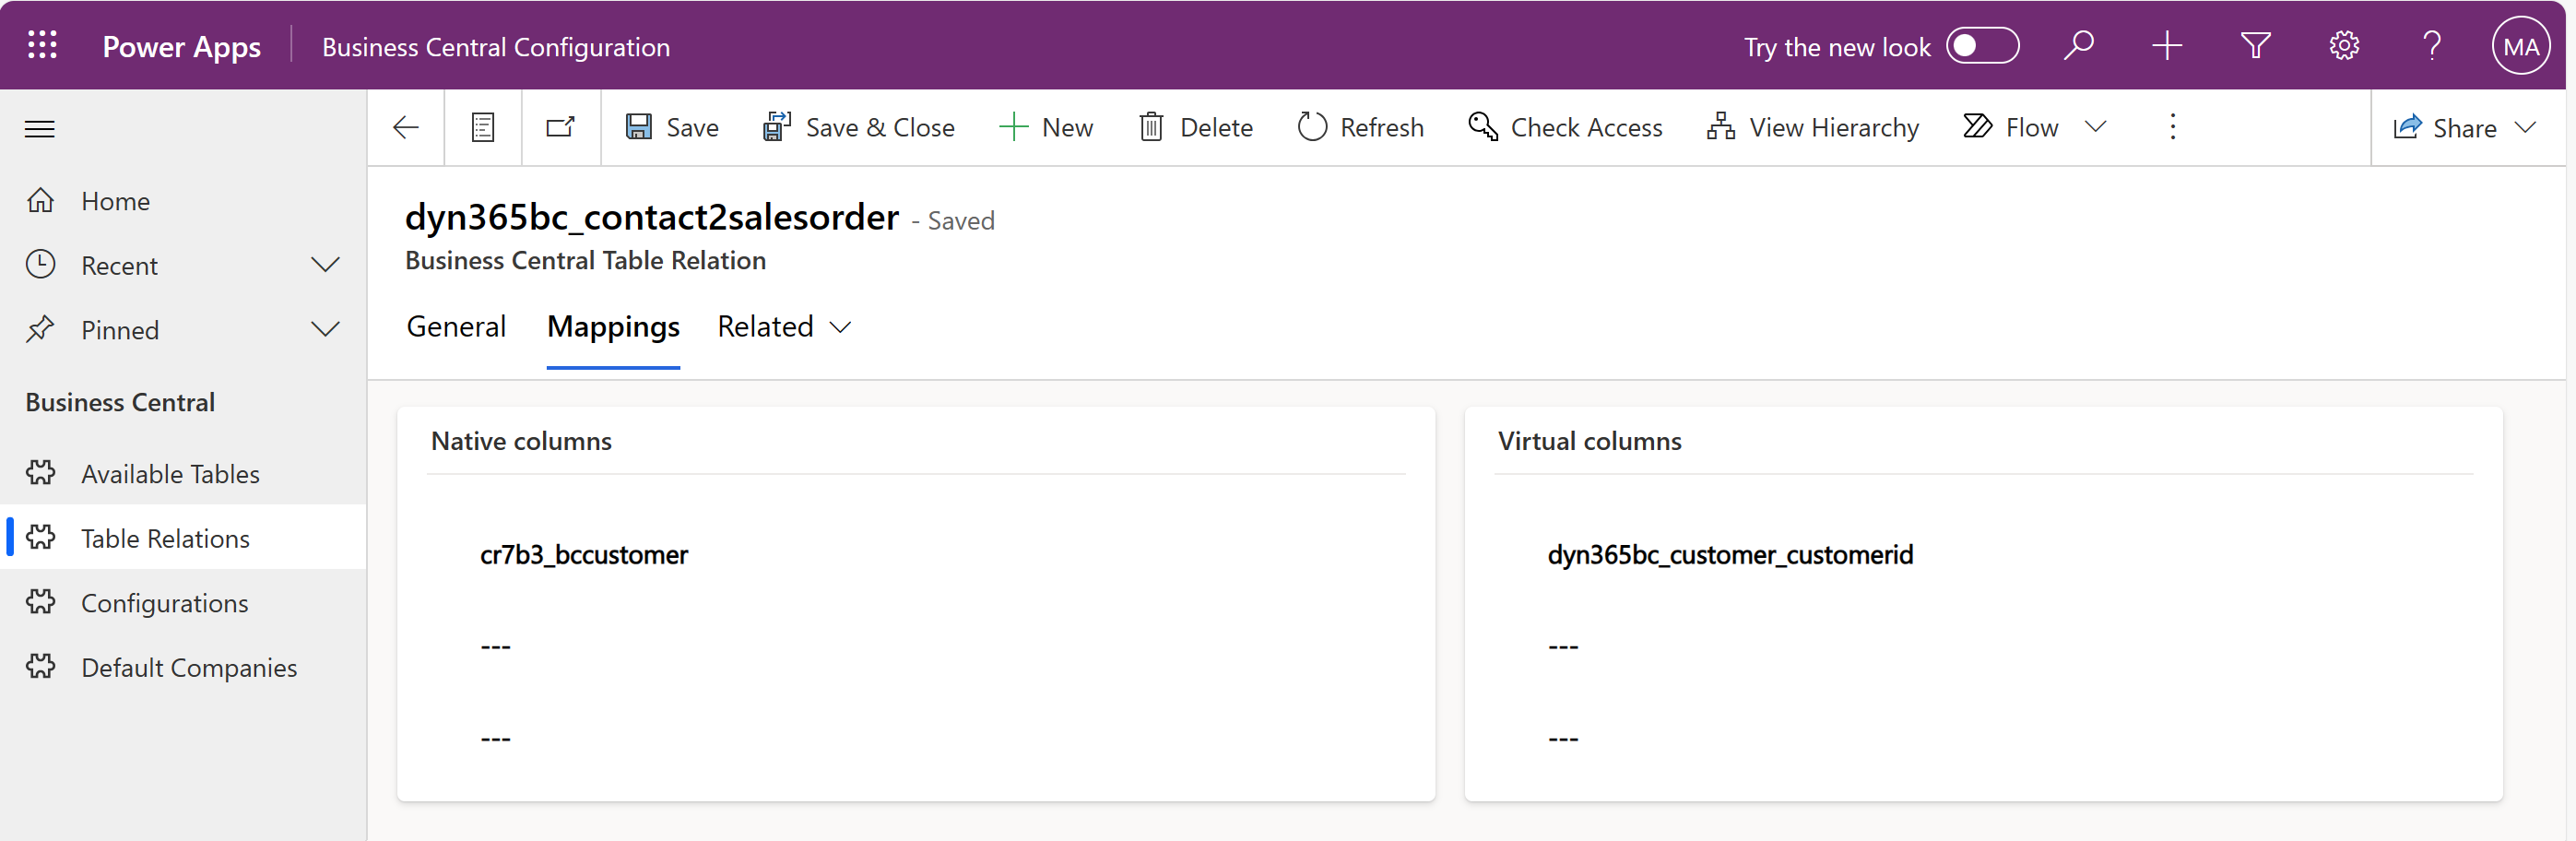 Power Apps Business Central Configuration Try the new look MA
Save Save & Close New Delete Refresh Check Access View Hierarchy Flow Share
Home
Recent
Pinned
Business Central
Available Tables
Table Relations
Configurations
Default Companies
dyn365bc_contact2salesorder - Saved
Business Central Table Relation
General Mappings Related
Native columns
cr7b3_bccustomer
---
---
Virtual columns
dyn365bc_customer_customerid
---
---